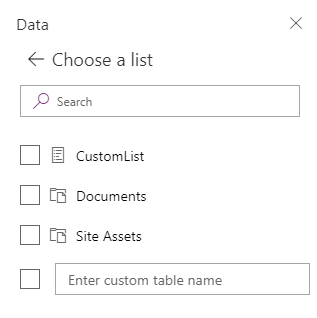 Data
Choose a list
Search
CustomList
Documents
Site Assets
Enter custom table name